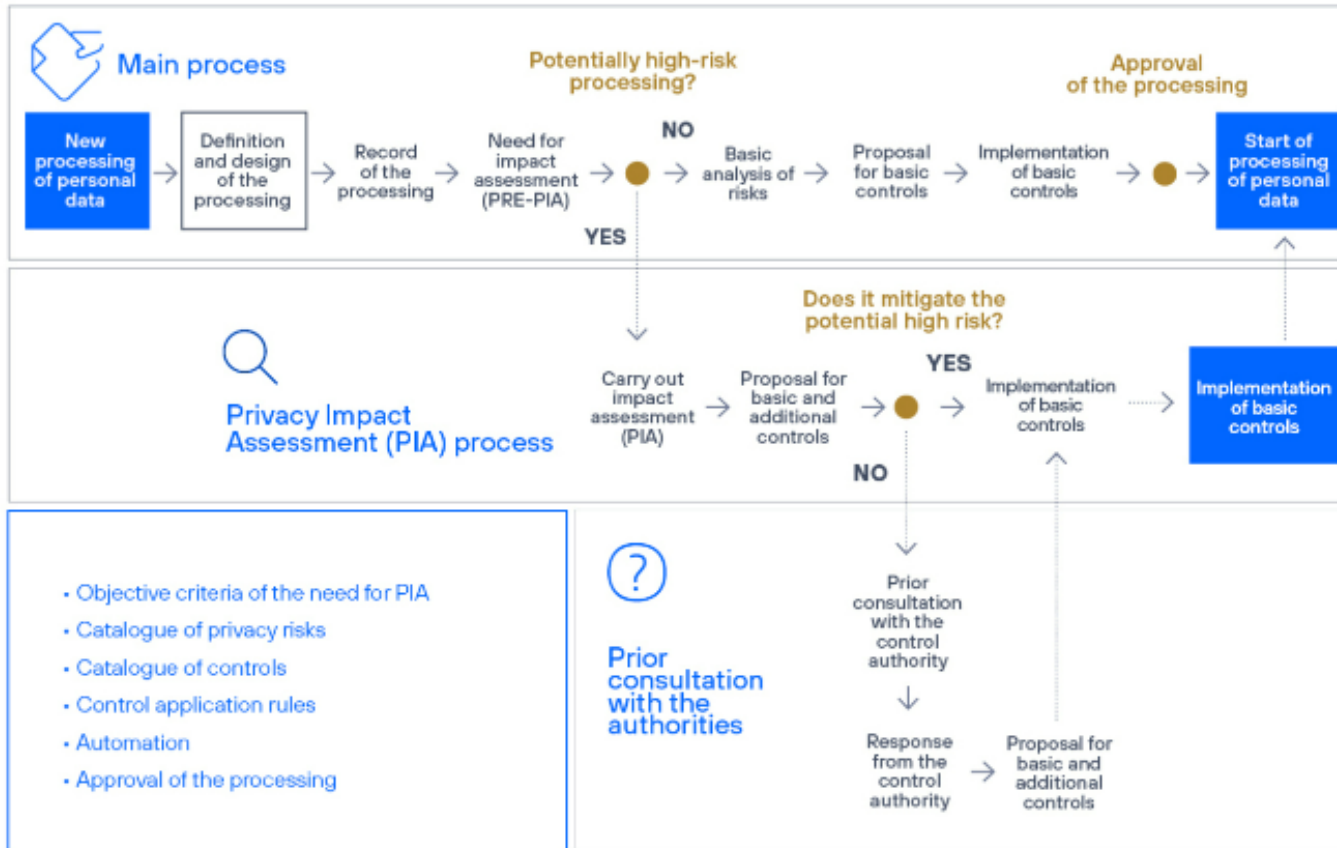 Main process
Potentially high-risk
processing?
Approval
of the processing
New
processing
of personal
data
Definition
and design
of the
processing
Record
of the
processing
Need for
impact
assessment
(PRE-PIA)
NO
Basic
analysis of
risks
Proposal
for basic
controls
Implementation
of basic
controls
Start of
processing
of personal
data
YES
Does it mitigate the
potential high risk?
Privacy Impact
Assessment (PIA) process
Carry out
impact
assessment
(PIA)
Proposal for
basic and
additional
controls
YES
Implementation
of basic
controls
Implementation
of basic
controls
NO
• Objective criteria of the need for PIA
• Catalogue of privacy risks
• Catalogue of controls
• Control application rules
• Automation
• Approval of the processing
?
Prior
consultation
with the
authorities
Prior
consultation
with the
control
authority
Response
from the
control
authority
Proposal for
basic and
additional
controls